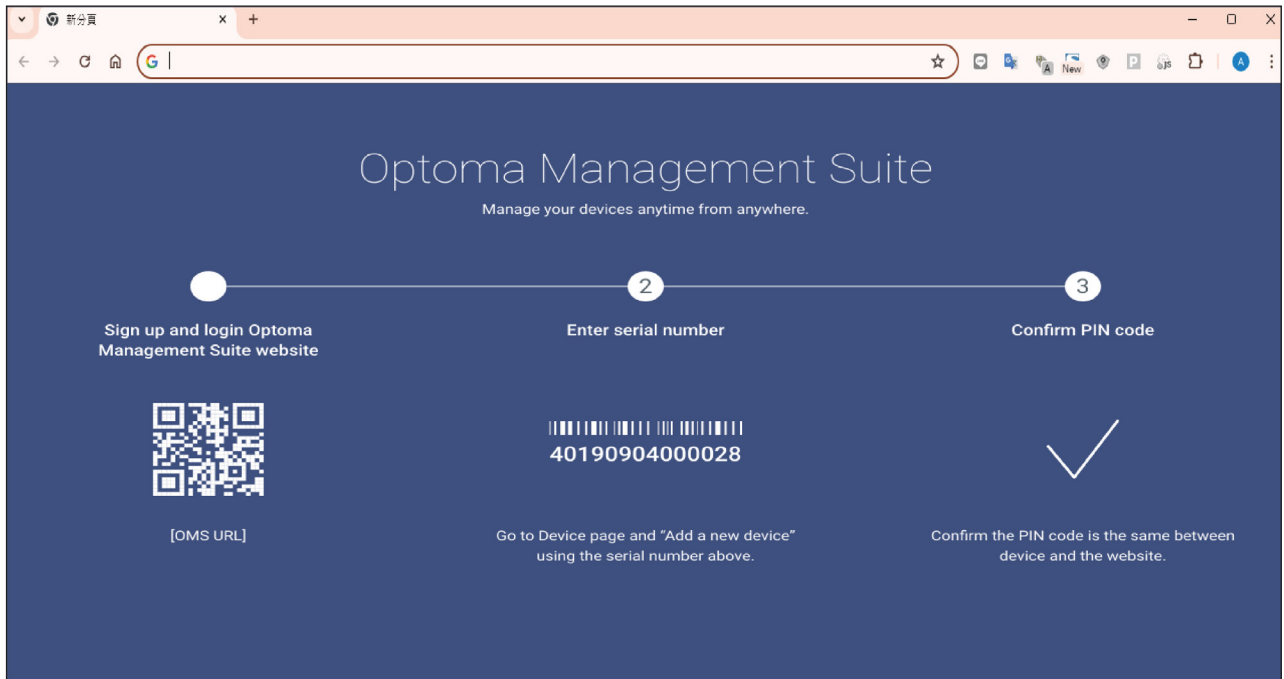 新分頁
G
A
New
P
js
A
Optoma Management Suite
Manage your devices anytime from anywhere.
2
3
Sign up and login Optoma
Management Suite website
Enter serial number
Confirm PIN code
40190904000028
[OMS URL]
Go to Device page and “Add a new device”
using the serial number above.
Confirm the PIN code is the same between
device and the website.